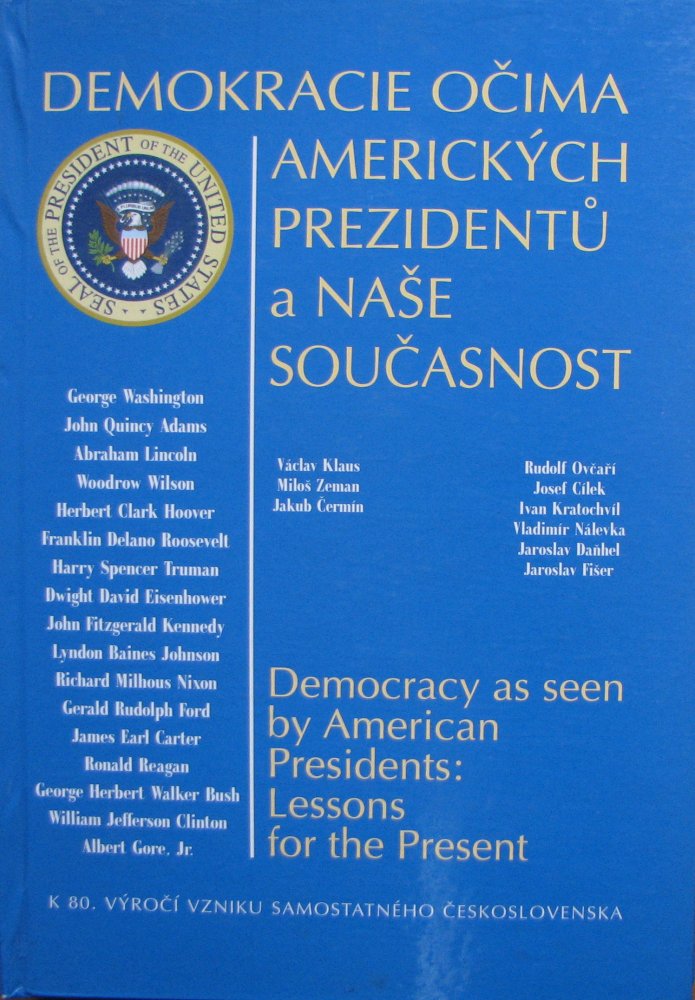 DEMOKRACIE OČIMA
AMERICKÝCH
PREZIDENTŮ
a NAŠE
SOUČASNOST
SEAL OF THE PRESIDENT OF THE UNITED STATES
George Washington
John Quincy Adams
Abraham Lincoln
Woodrow Wilson
Herbert Clark Hoover
Franklin Delano Roosevelt
Harry Spencer Truman
Dwight David Eisenhower
John Fitzgerald Kennedy
Lyndon Baines Johnson
Richard Milhous Nixon
Gerald Rudolph Ford
James Earl Carter
Ronald Reagan
George Herbert Walker Bush
William Jefferson Clinton
Albert Gore, Jr.
Václav Klaus
Miloš Zeman
Jakub Čermín
Rudolf Ovčaří
Josef Cílek
Ivan Kratochvíl
Vladimír Nálevka
Jaroslav Daňhel
Jaroslav Fišer
Democracy as seen
by American
Presidents:
Lessons
for the Present
K 80. VÝROČÍ VZNIKU SAMOSTATNÉHO ČESKOSLOVENSKA